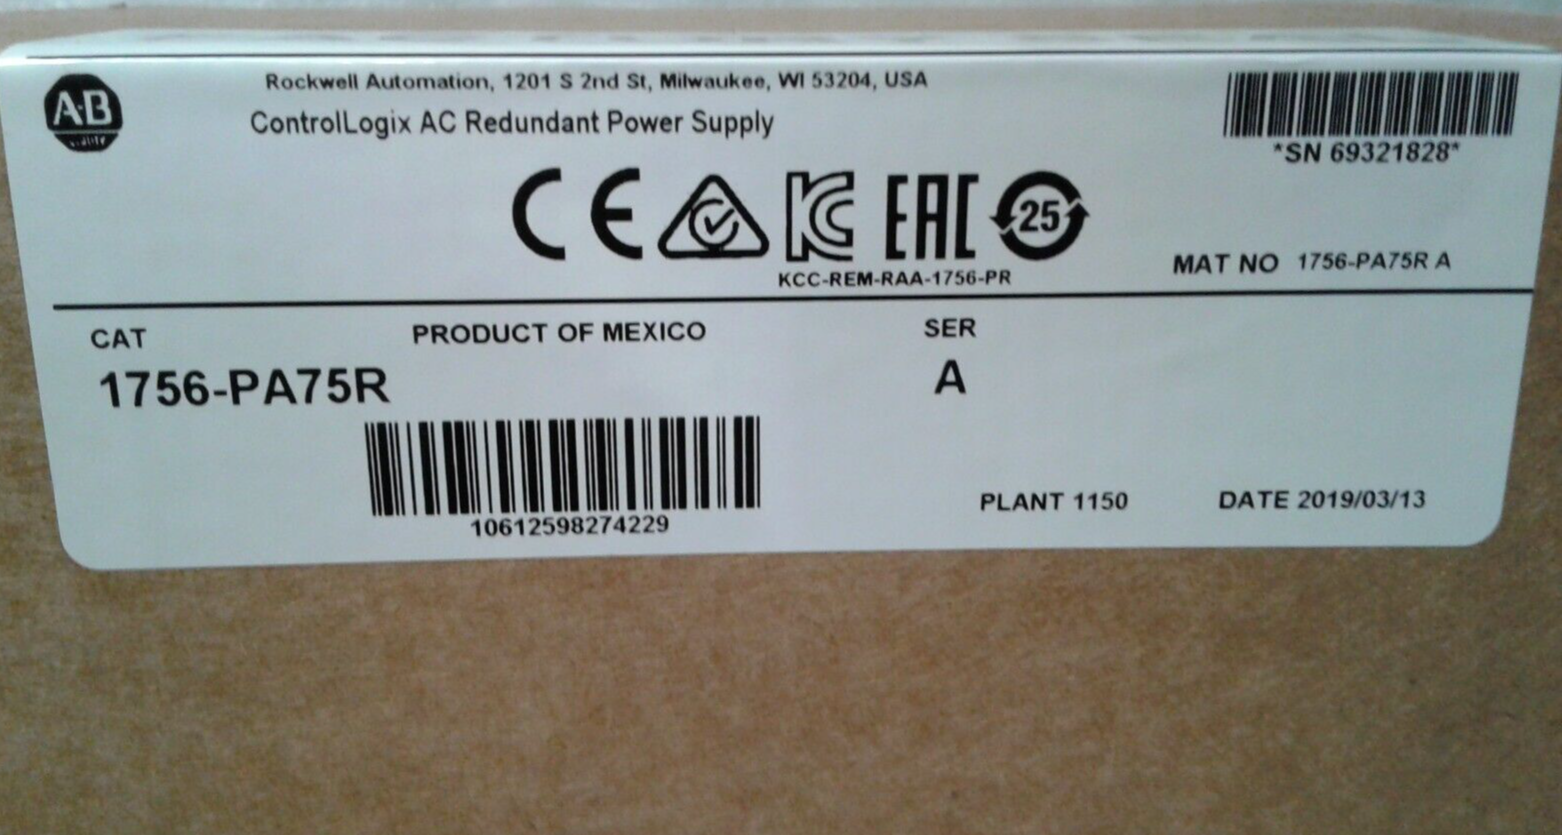 A·B
Rockwell Automation, 1201 S 2nd St, Milwaukee, WI 53204, USA
ControlLogix AC Redundant Power Supply
*SN 69321828*
CE KC EAC 25
KCC-REM-RAA-1756-PR
MAT NO 1756-PA75R A
CAT PRODUCT OF MEXICO SER
1756-PA75R A
10612598274229
PLANT 1150 DATE 2019/03/13